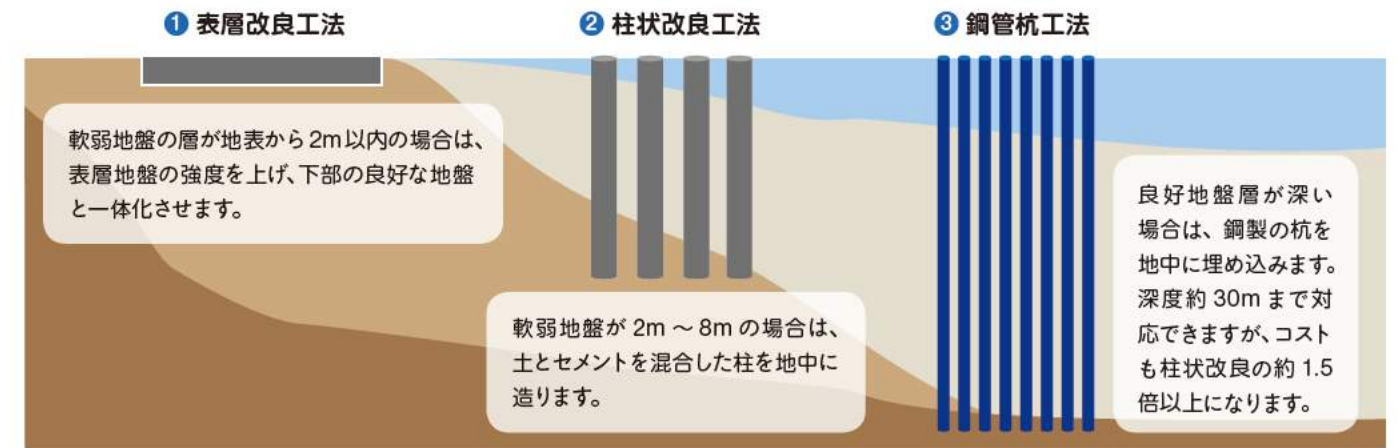 ❶ 表層改良工法
❷ 柱状改良工法
❸ 鋼管杭工法
軟弱地盤の層が地表から2m以内の場合は、
表層地盤の強度を上げ、下部の良好な地盤
と一体化させます。
軟弱地盤が 2m ～ 8m の場合は、
土とセメントを混合した柱を地中に
造ります。
良好地盤層が深い
場合は、鋼製の杭を
地中に埋め込みます。
深度約 30m まで対
応できますが、コスト
も柱状改良の約 1.5
倍以上になります。